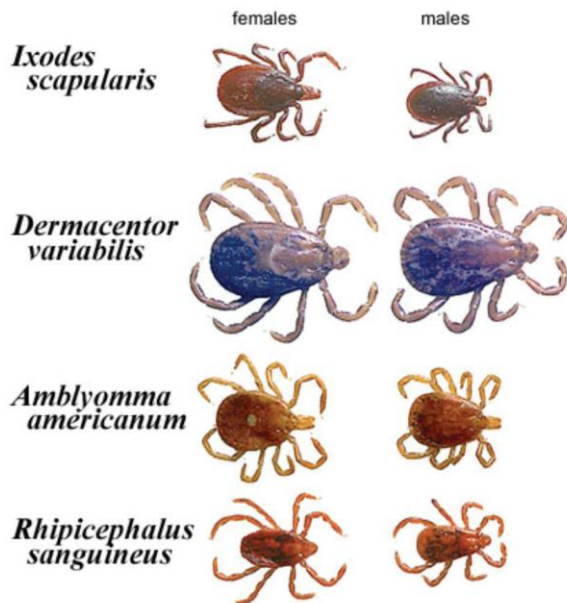 females males
Ixodes
scapularis
Dermacentor
variabilis
Amblyomma
americanum
Rhipicephalus
sanguineus